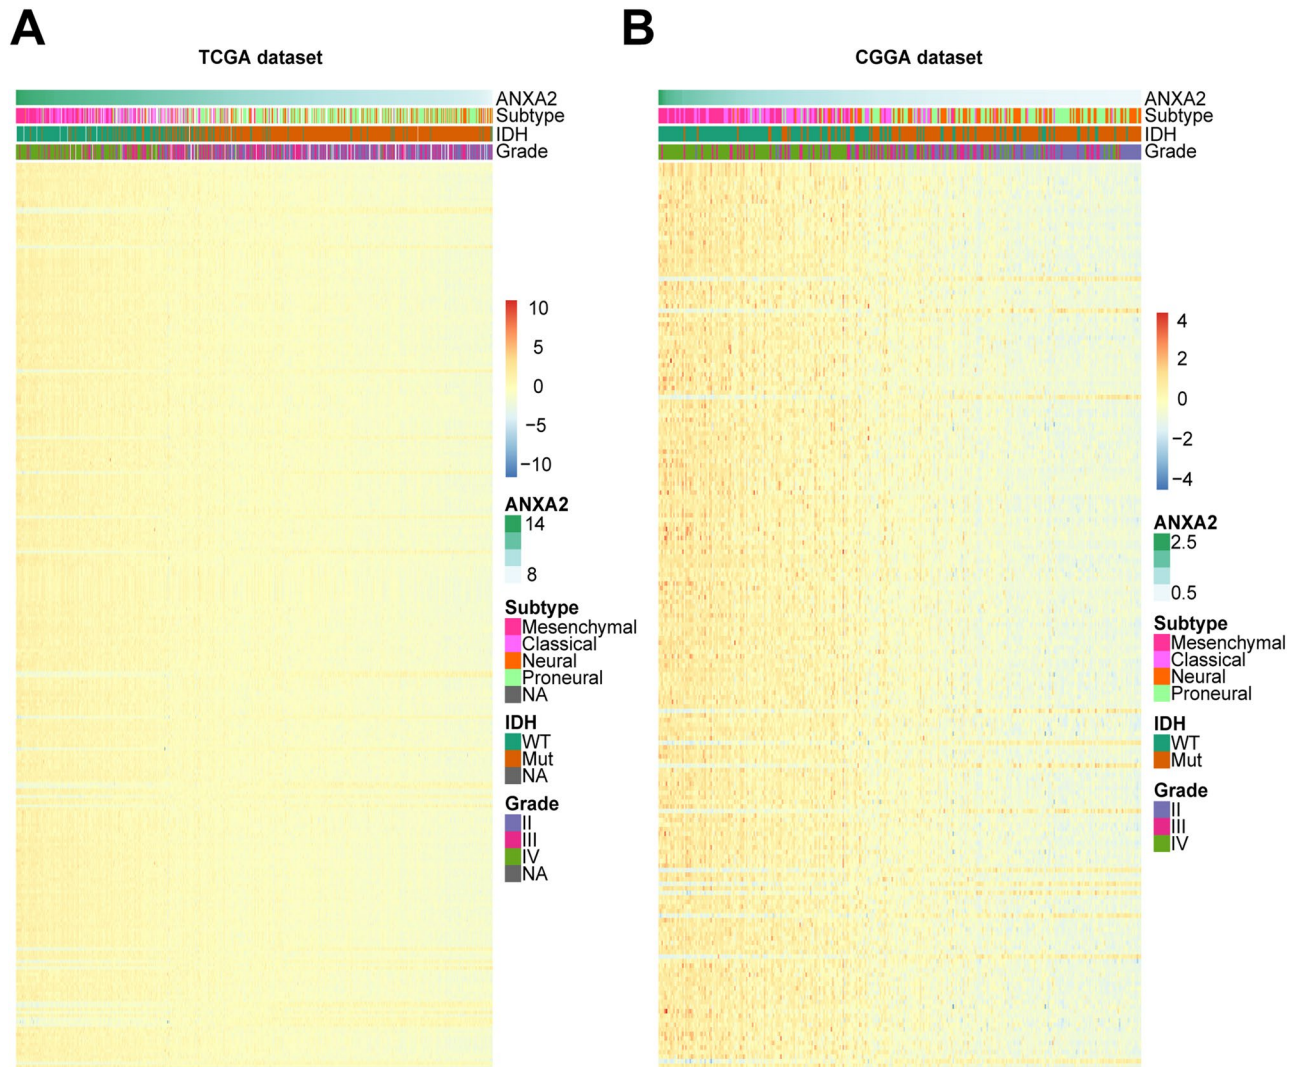 A
TCGA dataset
ANXA2
Subtype
IDH
Grade
10
5
0
−5
−10
ANXA2
14
8
Subtype
Mesenchymal
Classical
Neural
Proneural
NA
IDH
WT
Mut
NA
Grade
II
III
IV
NA
B
CGGA dataset
ANXA2
Subtype
IDH
Grade
4
2
0
−2
−4
ANXA2
2.5
0.5
Subtype
Mesenchymal
Classical
Neural
Proneural
IDH
WT
Mut
Grade
II
III
IV